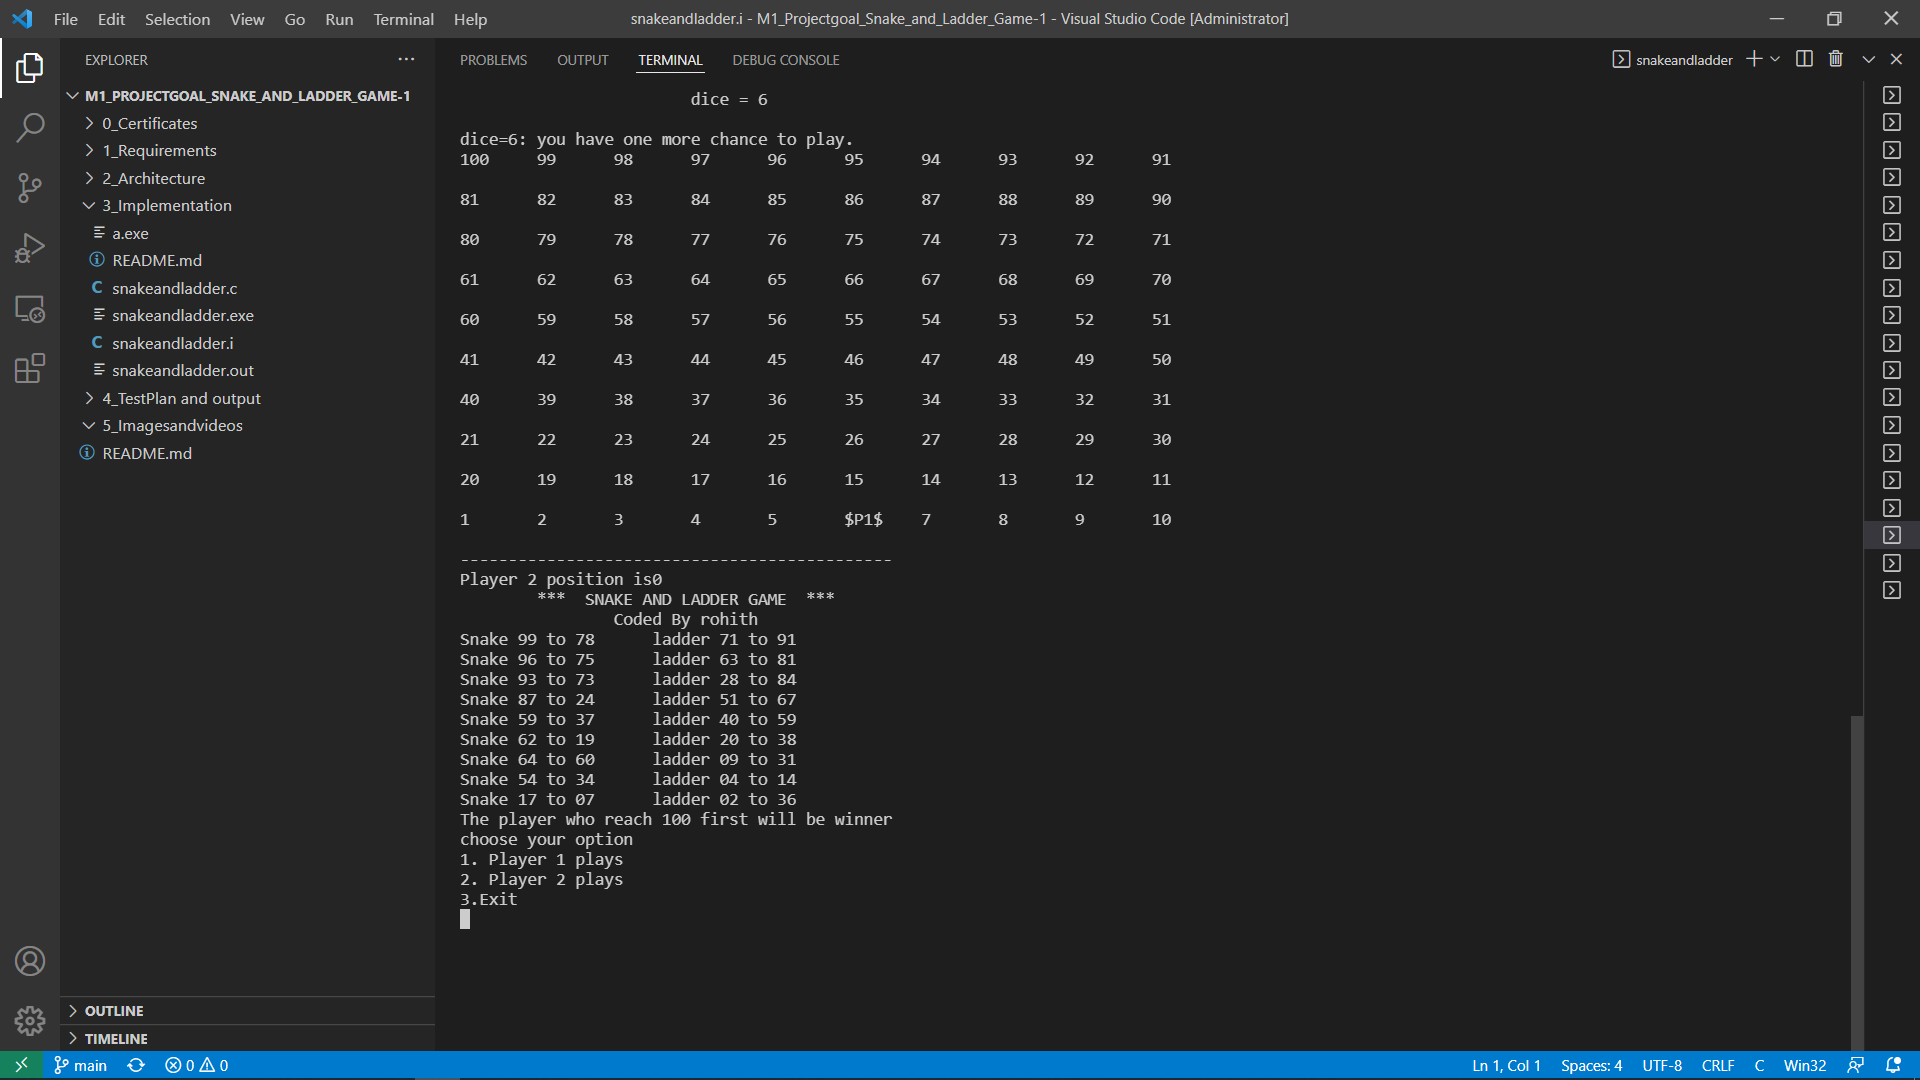 File Edit Selection View Go Run Terminal Help
snakeandladder.i - M1_Projectgoal_Snake_and_Ladder_Game-1 - Visual Studio Code [Administrator]
EXPLORER
M1_PROJECTGOAL_SNAKE_AND_LADDER_GAME-1
0_Certificates
1_Requirements
2_Architecture
3_Implementation
a.exe
README.md
C snakeandladder.c
snakeandladder.exe
C snakeandladder.i
snakeandladder.out
4_TestPlan and output
5_Imagesandvideos
README.md
OUTLINE
TIMELINE
PROBLEMS OUTPUT TERMINAL DEBUG CONSOLE
snakeandladder
dice = 6
dice=6: you have one more chance to play.
100 99 98 97 96 95 94 93 92 91
81 82 83 84 85 86 87 88 89 90
80 79 78 77 76 75 74 73 72 71
61 62 63 64 65 66 67 68 69 70
60 59 58 57 56 55 54 53 52 51
41 42 43 44 45 46 47 48 49 50
40 39 38 37 36 35 34 33 32 31
21 22 23 24 25 26 27 28 29 30
20 19 18 17 16 15 14 13 12 11
1 2 3 4 5 $P1$ 7 8 9 10
---------------------------------------------
Player 2 position is0
*** SNAKE AND LADDER GAME ***
Coded By rohith
Snake 99 to 78 ladder 71 to 91
Snake 96 to 75 ladder 63 to 81
Snake 93 to 73 ladder 28 to 84
Snake 87 to 24 ladder 51 to 67
Snake 59 to 37 ladder 40 to 59
Snake 62 to 19 ladder 20 to 38
Snake 64 to 60 ladder 09 to 31
Snake 54 to 34 ladder 04 to 14
Snake 17 to 07 ladder 02 to 36
The player who reach 100 first will be winner
choose your option
1. Player 1 plays
2. Player 2 plays
3.Exit
main 0 0
Ln 1, Col 1 Spaces: 4 UTF-8 CRLF C Win32